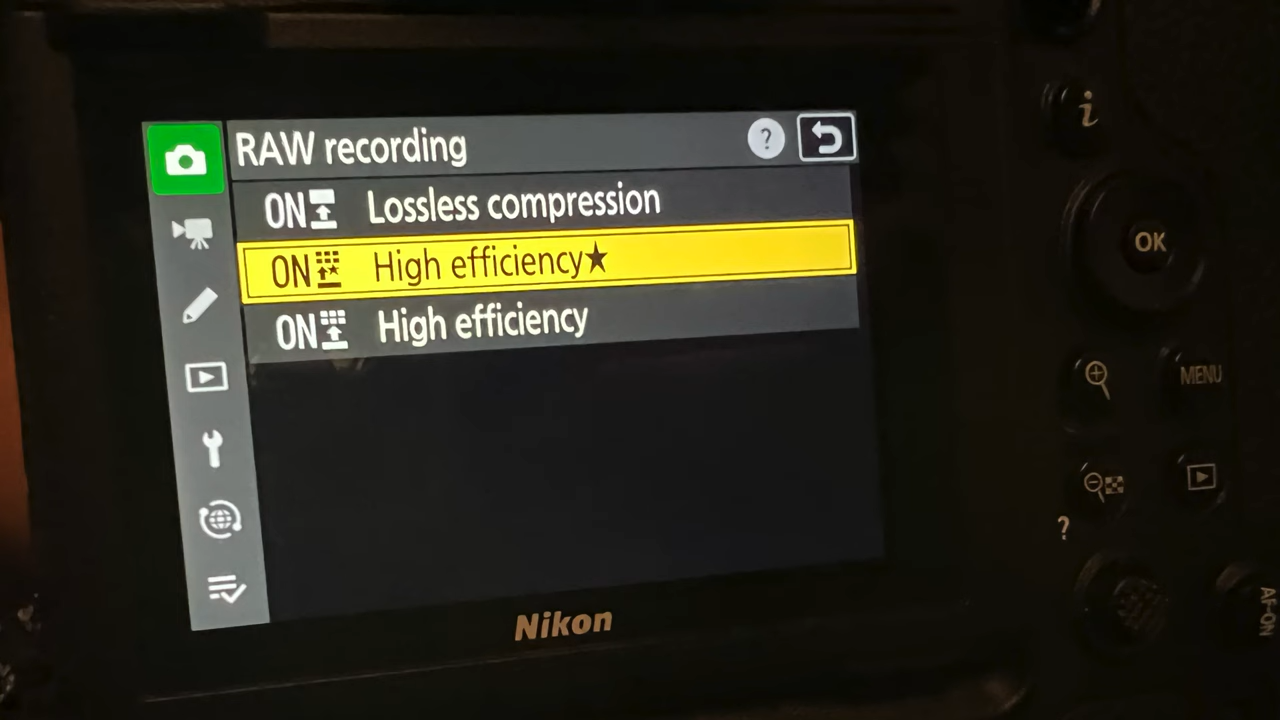 RAW recording ?
ON Lossless compression
ON High efficiency★
ON High efficiency
Nikon
i
OK
MENU
?
AF-ON